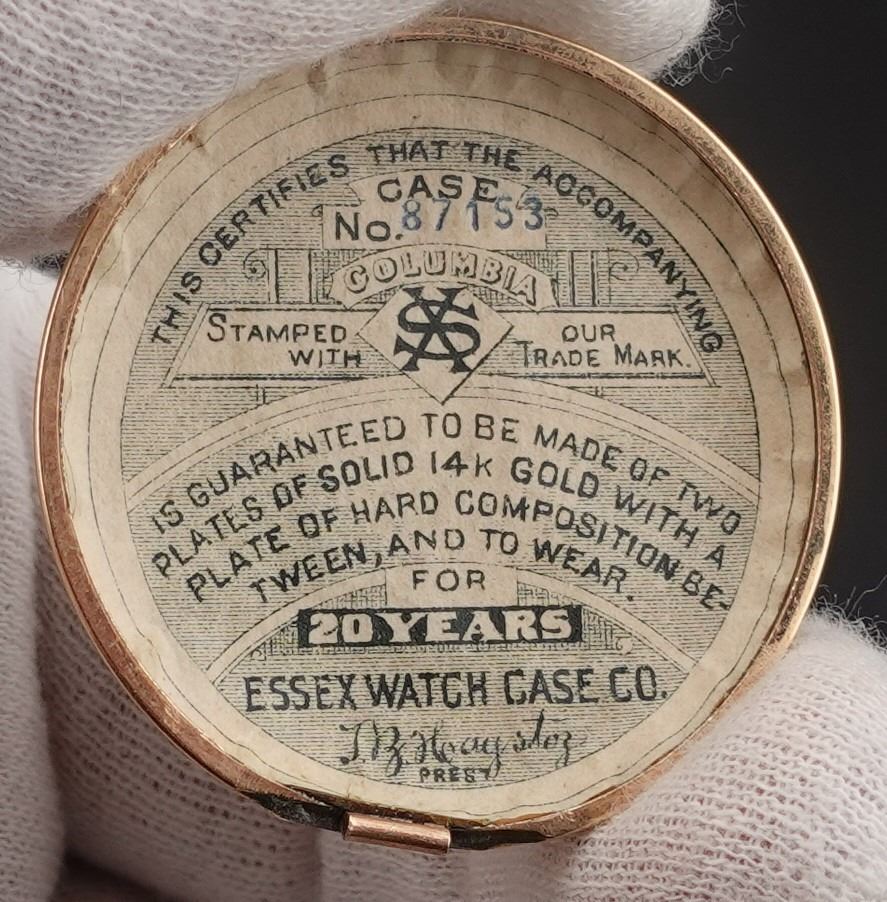 THIS CERTIFIES THAT THE ACCOMPANYING
CASE
No. 87153
COLUMBIA
STAMPED WITH
OUR TRADE MARK.
IS GUARANTEED TO BE MADE OF TWO
PLATES OF SOLID 14K GOLD WITH A
PLATE OF HARD COMPOSITION BE-
TWEEN, AND TO WEAR.
FOR
20 YEARS
ESSEX WATCH CASE CO.
PREST